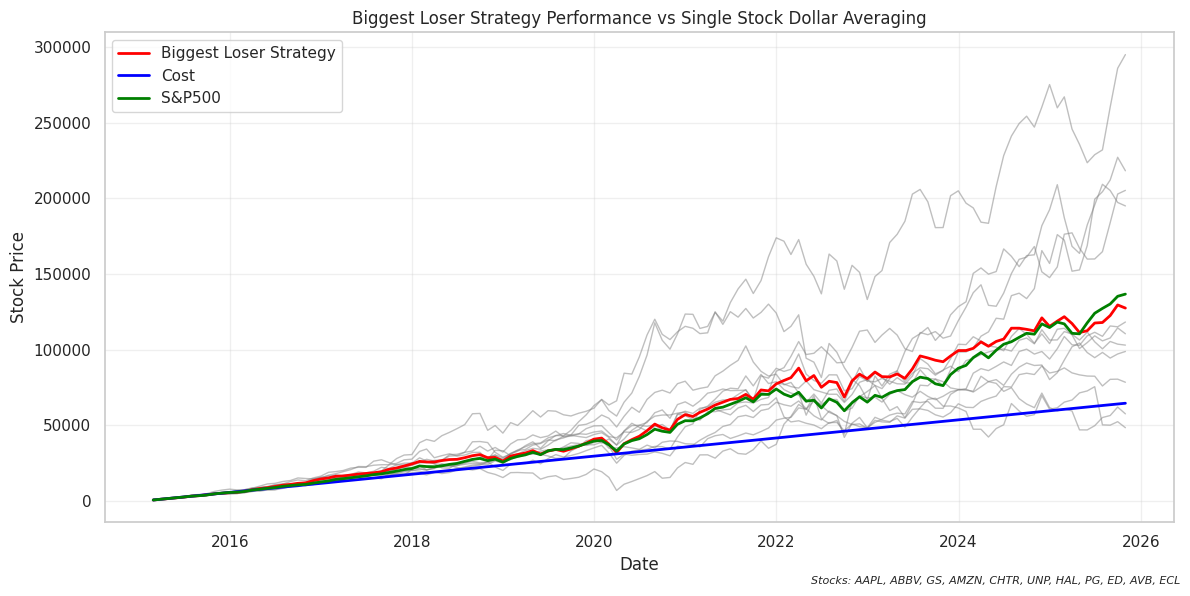 Biggest Loser Strategy Performance vs Single Stock Dollar Averaging
Biggest Loser Strategy
Cost
S&P500
Stock Price
300000
250000
200000
150000
100000
50000
0
2016
2018
2020
2022
2024
2026
Date
Stocks: AAPL, ABBV, GS, AMZN, CHTR, UNP, HAL, PG, ED, AVB, ECL